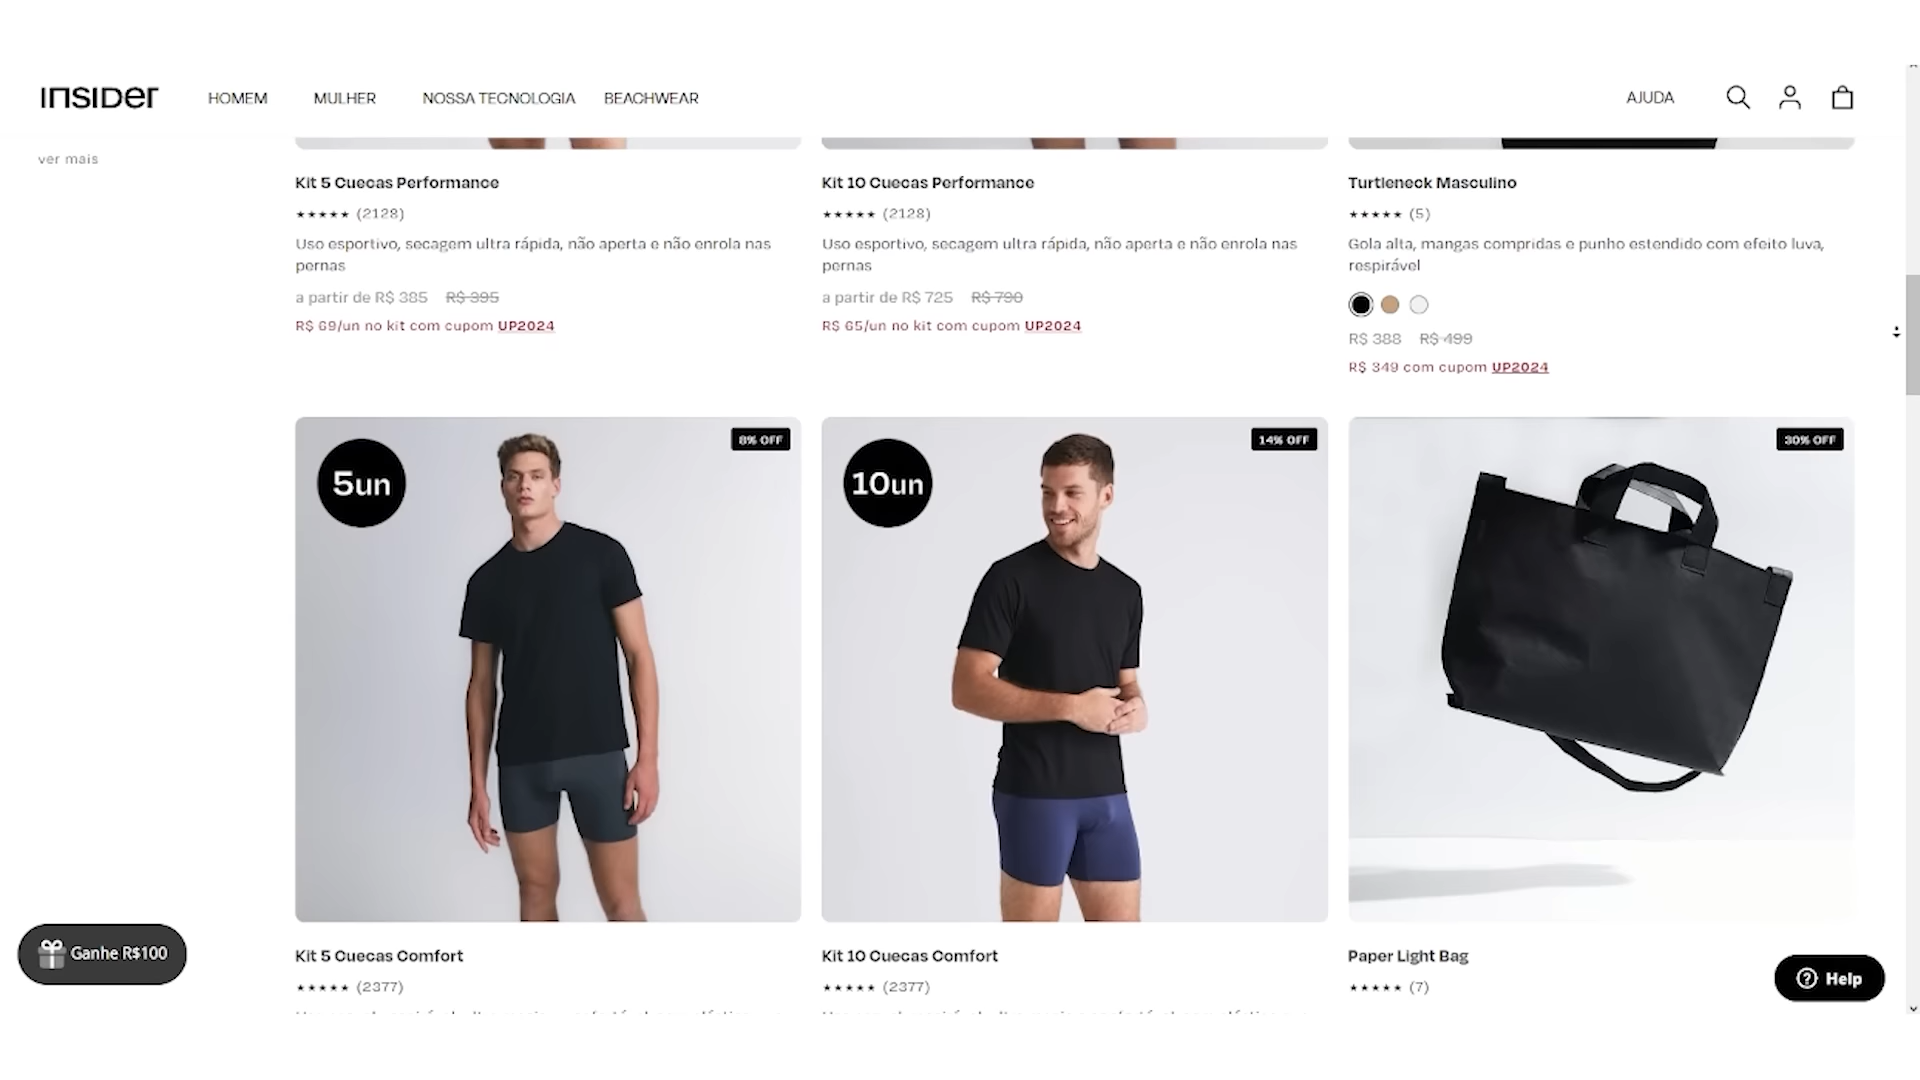 INSIDER
HOMEM
MULHER
NOSSA TECNOLOGIA
BEACHWEAR
AJUDA
ver mais
Kit 5 Cuecas Performance
★★★★★ (2128)
Uso esportivo, secagem ultra rápida, não aperta e não enrola nas
pernas
a partir de R$ 385 R$ 395
R$ 69/un no kit com cupom UP2024
Kit 10 Cuecas Performance
★★★★★ (2128)
Uso esportivo, secagem ultra rápida, não aperta e não enrola nas
pernas
a partir de R$ 725 R$ 790
R$ 65/un no kit com cupom UP2024
Turtleneck Masculino
★★★★★ (5)
Gola alta, mangas compridas e punho estendido com efeito luva,
respirável
R$ 388 R$ 499
R$ 349 com cupom UP2024
5un
8% OFF
10un
14% OFF
30% OFF
Kit 5 Cuecas Comfort
★★★★★ (2377)
Kit 10 Cuecas Comfort
★★★★★ (2377)
Paper Light Bag
★★★★★ (7)
Ganhe R$100
Help